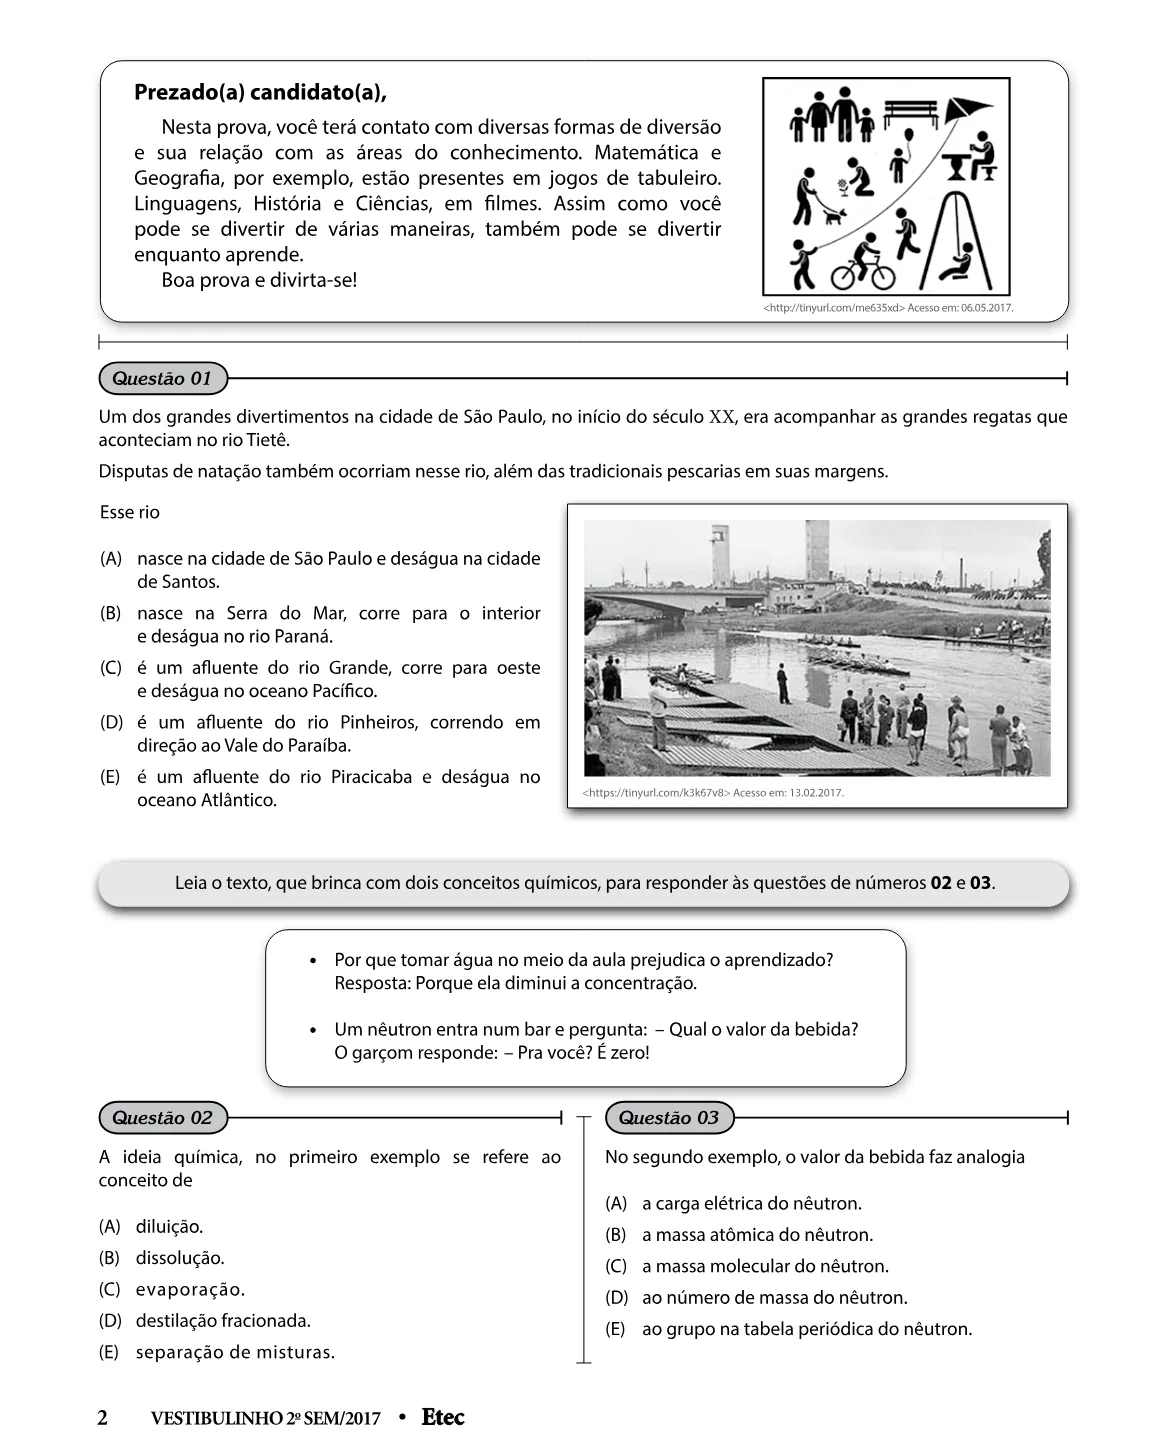 Prezado(a) candidato(a),
Nesta prova, você terá contato com diversas formas de diversão
e sua relação com as áreas do conhecimento. Matemática e
Geografia, por exemplo, estão presentes em jogos de tabuleiro.
Linguagens, História e Ciências, em filmes. Assim como você
pode se divertir de várias maneiras, também pode se divertir
enquanto aprende.
Boa prova e divirta-se!
<http://tinyurl.com/me635xd> Acesso em: 06.05.2017.
Questão 01
Um dos grandes divertimentos na cidade de São Paulo, no início do século XX, era acompanhar as grandes regatas que
aconteciam no rio Tietê.
Disputas de natação também ocorriam nesse rio, além das tradicionais pescarias em suas margens.
Esse rio
(A) nasce na cidade de São Paulo e deságua na cidade
de Santos.
(B) nasce na Serra do Mar, corre para o interior
e deságua no rio Paraná.
(C) é um afluente do rio Grande, corre para oeste
e deságua no oceano Pacífico.
(D) é um afluente do rio Pinheiros, correndo em
direção ao Vale do Paraíba.
(E) é um afluente do rio Piracicaba e deságua no
oceano Atlântico.
<https://tinyurl.com/k3k67v8> Acesso em: 13.02.2017.
Leia o texto, que brinca com dois conceitos químicos, para responder às questões de números 02 e 03.
• Por que tomar água no meio da aula prejudica o aprendizado?
Resposta: Porque ela diminui a concentração.
• Um nêutron entra num bar e pergunta: – Qual o valor da bebida?
O garçom responde: – Pra você? É zero!
Questão 02
A ideia química, no primeiro exemplo se refere ao
conceito de
(A) diluição.
(B) dissolução.
(C) evaporação.
(D) destilação fracionada.
(E) separação de misturas.
Questão 03
No segundo exemplo, o valor da bebida faz analogia
(A) a carga elétrica do nêutron.
(B) a massa atômica do nêutron.
(C) a massa molecular do nêutron.
(D) ao número de massa do nêutron.
(E) ao grupo na tabela periódica do nêutron.
2 VESTIBULINHO 2º SEM/2017 • Etec